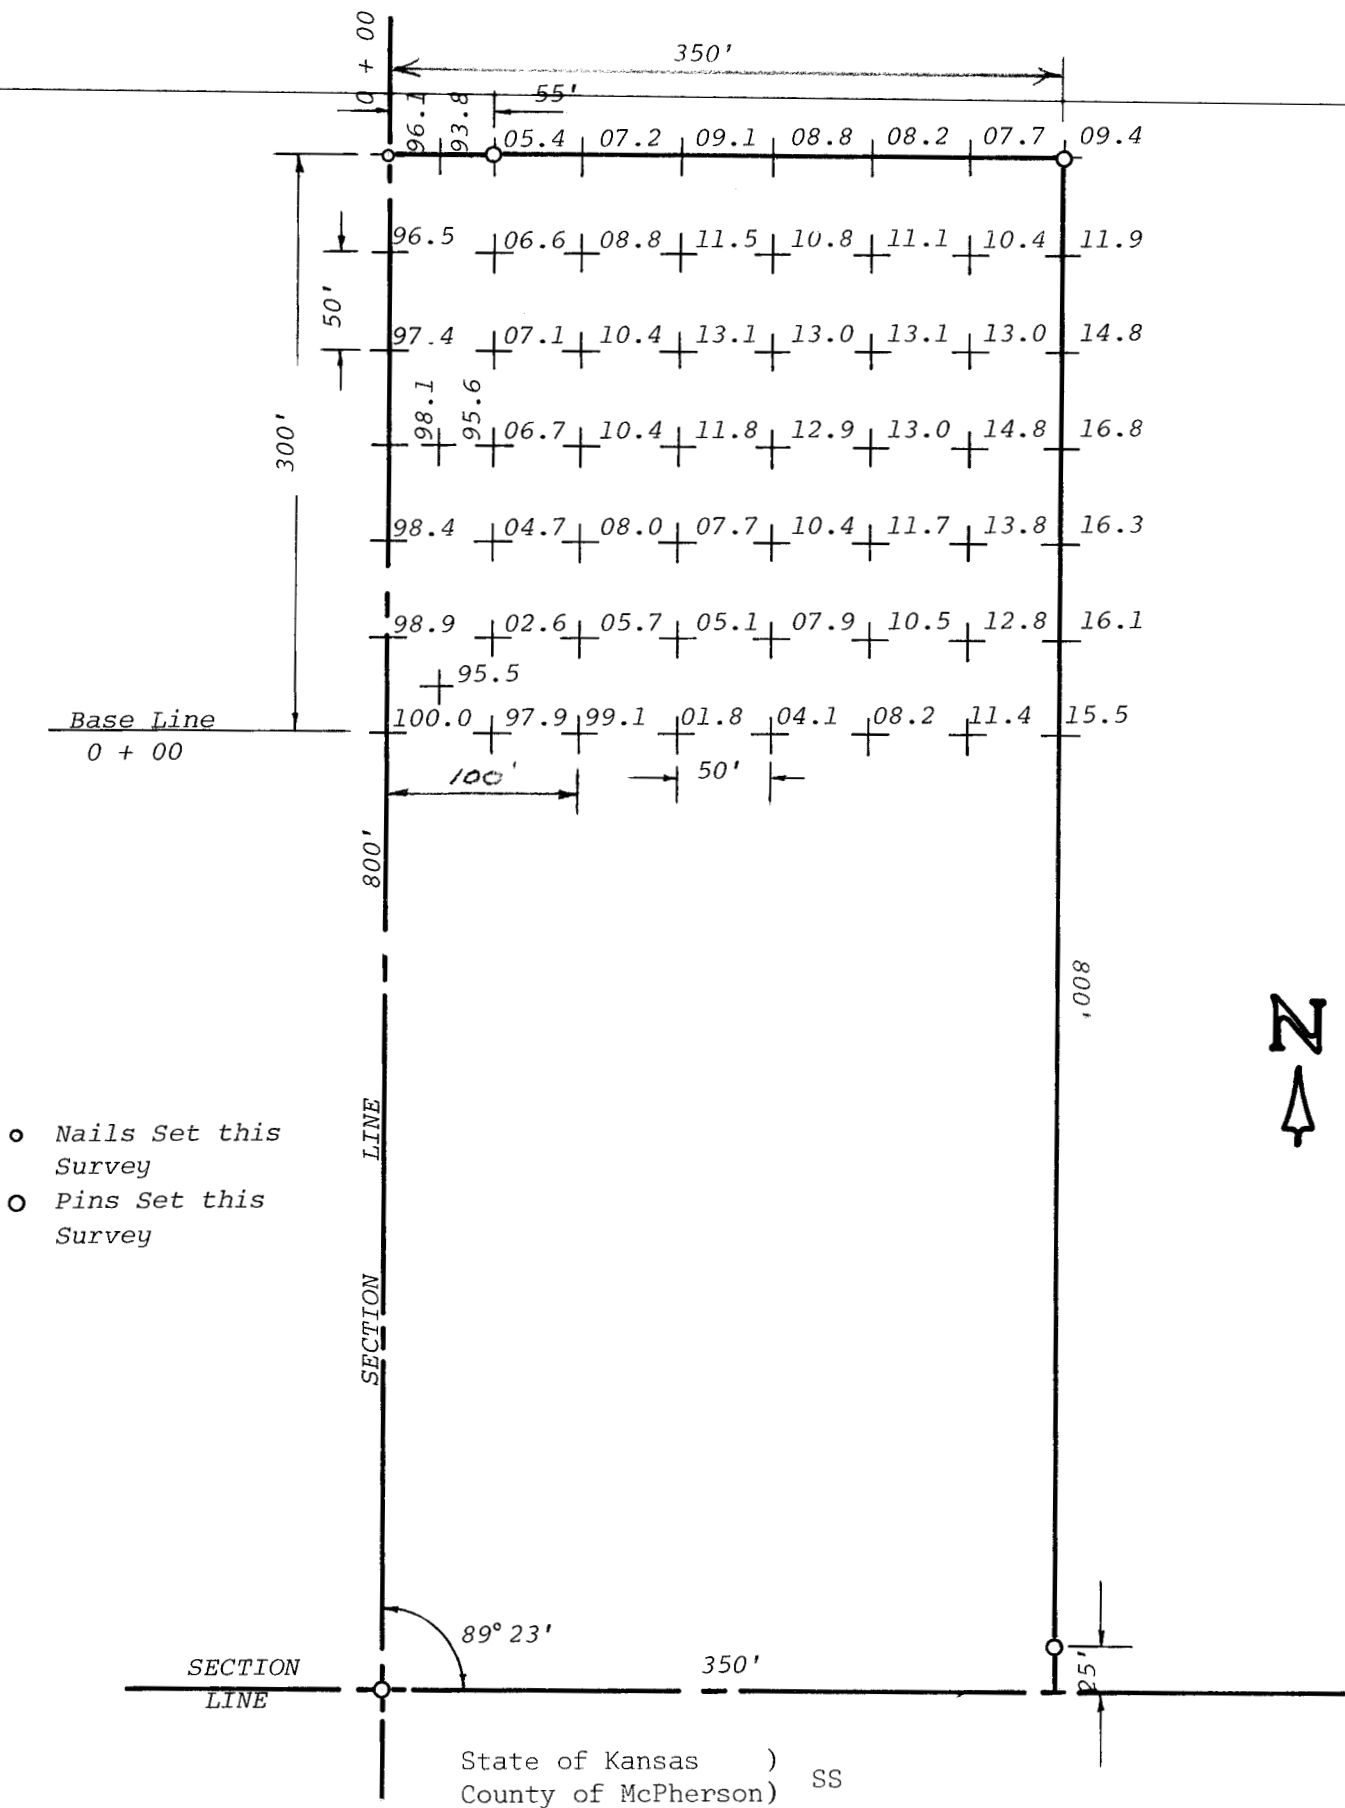 0 + 00
350'
55'
96.1 93.8 05.4 07.2 09.1 08.8 08.2 07.7 09.4
96.5 06.6 08.8 11.5 10.8 11.1 10.4 11.9
50'
97.4 07.1 10.4 13.1 13.0 13.1 13.0 14.8
300'
98.1 95.6 06.7 10.4 11.8 12.9 13.0 14.8 16.8
98.4 04.7 08.0 07.7 10.4 11.7 13.8 16.3
98.9 02.6 05.7 05.1 07.9 10.5 12.8 16.1
95.5
Base Line
0 + 00
100.0 97.9 99.1 01.8 04.1 08.2 11.4 15.5
100' 50'
800'
800'
N
SECTION LINE
Nails Set this
Survey
Pins Set this
Survey
89° 23'
SECTION
LINE
350'
25'
State of Kansas )
County of McPherson) SS